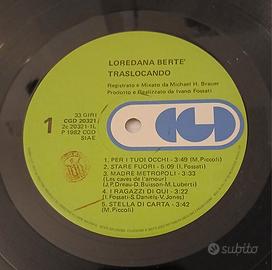 LOREDANA BERTE'
TRASLOCANDO
Registrato e Mixato da Michael H. Brauer
Prodotto e Realizzato da Ivano Fossati
33 GIRI
CGD 20321
2c 20321-1L
℗ 1982 CGD
SIAE
1
CGD
1. PER I TUOI OCCHI - 3:49 (M. Piccoli)
2. STARE FUORI - 5:09 (I. Fossati)
3. MADRE METROPOLI - 3:33
(Les caves de l'amour)
(J.P. Dreau-D. Buisson-M. Luberti)
4. I RAGAZZI DI QUI - 3:22
(I. Fossati-S. Daniels-V. Jones)
5. STELLA DI CARTA - 3:42
(M. Piccoli)
subito